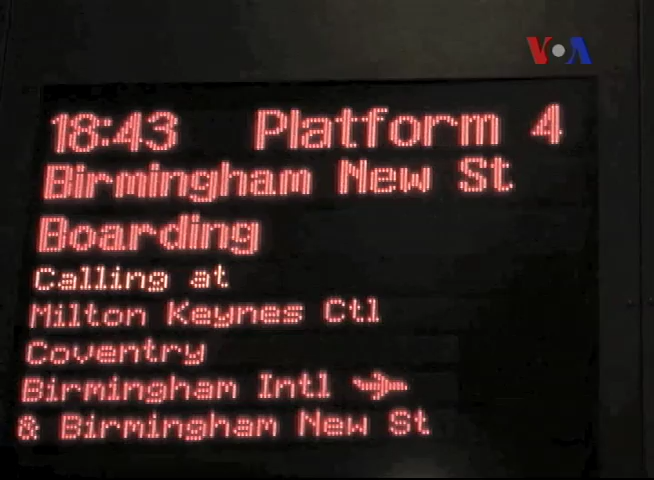 VOA
18:43 Platform 4
Birmingham New St
Boarding
Calling at
Milton Keynes Ctl
Coventry
Birmingham Intl
& Birmingham New St